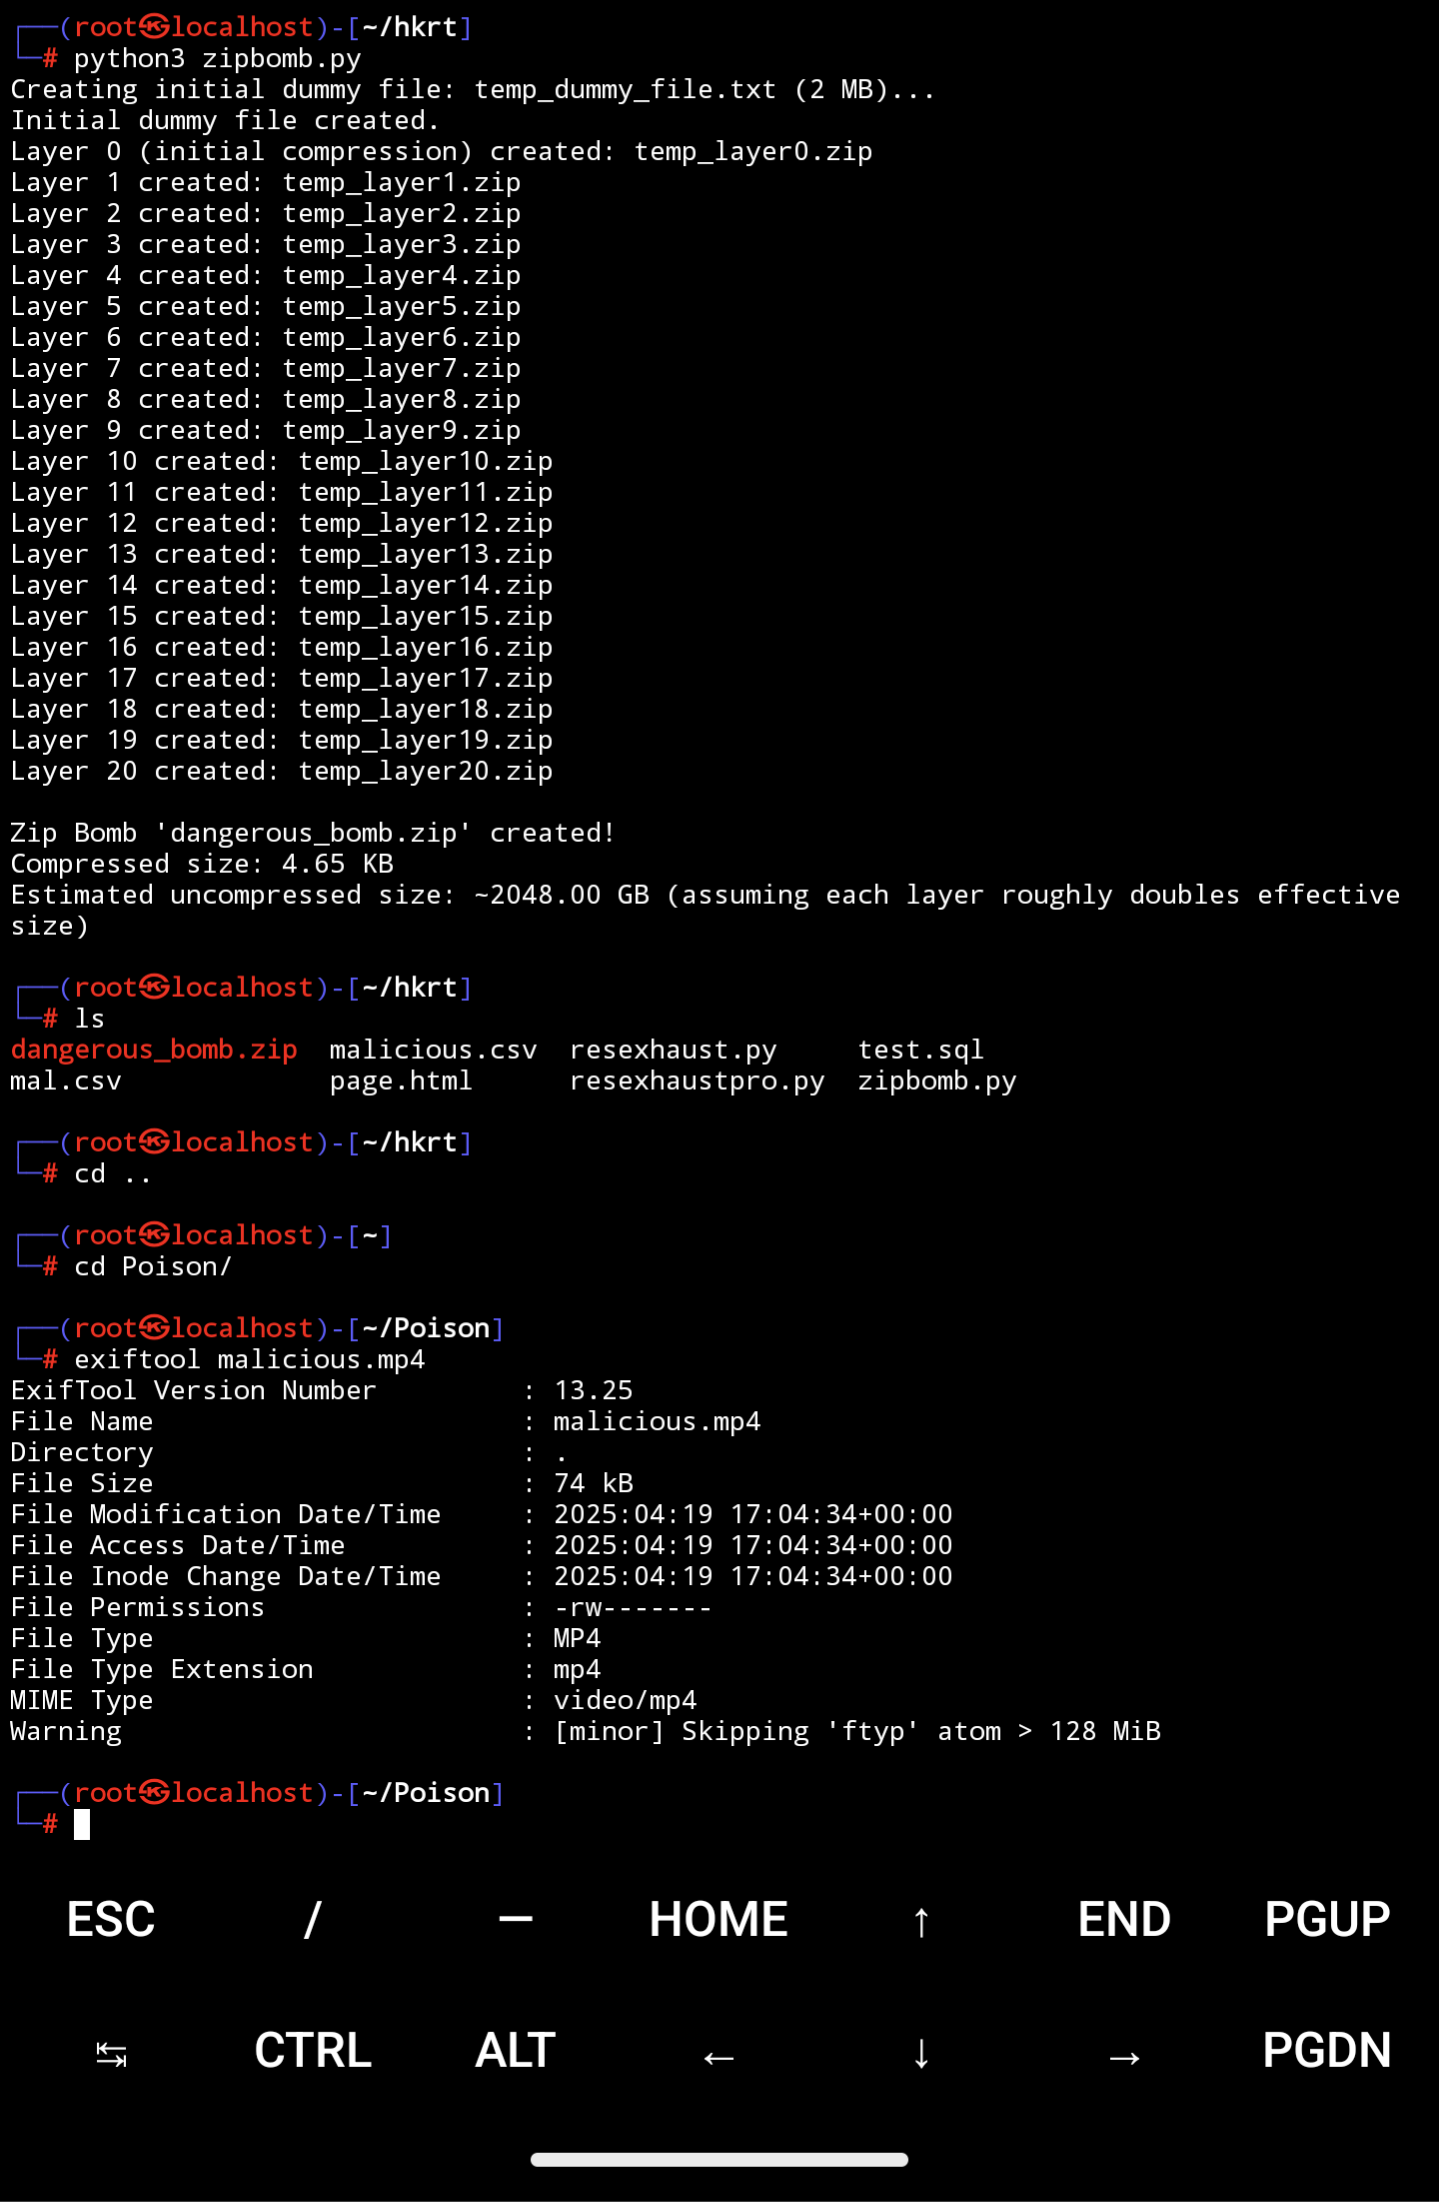 ┌──(root㉿localhost)-[~/hkrt]
└─# python3 zipbomb.py
Creating initial dummy file: temp_dummy_file.txt (2 MB)...
Initial dummy file created.
Layer 0 (initial compression) created: temp_layer0.zip
Layer 1 created: temp_layer1.zip
Layer 2 created: temp_layer2.zip
Layer 3 created: temp_layer3.zip
Layer 4 created: temp_layer4.zip
Layer 5 created: temp_layer5.zip
Layer 6 created: temp_layer6.zip
Layer 7 created: temp_layer7.zip
Layer 8 created: temp_layer8.zip
Layer 9 created: temp_layer9.zip
Layer 10 created: temp_layer10.zip
Layer 11 created: temp_layer11.zip
Layer 12 created: temp_layer12.zip
Layer 13 created: temp_layer13.zip
Layer 14 created: temp_layer14.zip
Layer 15 created: temp_layer15.zip
Layer 16 created: temp_layer16.zip
Layer 17 created: temp_layer17.zip
Layer 18 created: temp_layer18.zip
Layer 19 created: temp_layer19.zip
Layer 20 created: temp_layer20.zip
Zip Bomb 'dangerous_bomb.zip' created!
Compressed size: 4.65 KB
Estimated uncompressed size: ~2048.00 GB (assuming each layer roughly doubles effective
size)
┌──(root㉿localhost)-[~/hkrt]
└─# ls
dangerous_bomb.zip  malicious.csv  resexhaust.py     test.sql
mal.csv             page.html      resexhaustpro.py  zipbomb.py
┌──(root㉿localhost)-[~/hkrt]
└─# cd ..
┌──(root㉿localhost)-[~]
└─# cd Poison/
┌──(root㉿localhost)-[~/Poison]
└─# exiftool malicious.mp4
ExifTool Version Number         : 13.25
File Name                       : malicious.mp4
Directory                       : .
File Size                       : 74 kB
File Modification Date/Time     : 2025:04:19 17:04:34+00:00
File Access Date/Time           : 2025:04:19 17:04:34+00:00
File Inode Change Date/Time     : 2025:04:19 17:04:34+00:00
File Permissions                : -rw-------
File Type                       : MP4
File Type Extension             : mp4
MIME Type                       : video/mp4
Warning                         : [minor] Skipping 'ftyp' atom > 128 MiB
┌──(root㉿localhost)-[~/Poison]
└─#
ESC / — HOME ↑ END PGUP
↹ CTRL ALT ← ↓ → PGDN